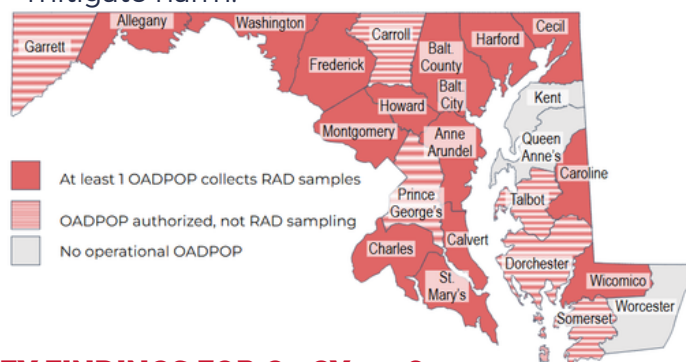 mitigate harm.
Garrett
Allegany
Washington
Frederick
Carroll
Balt.
County
Harford
Cecil
Balt.
City
Howard
Montgomery
Anne
Arundel
Kent
Queen
Anne's
Caroline
Talbot
Prince
George's
Calvert
Charles
St.
Mary's
Dorchester
Wicomico
Worcester
Somerset
At least 1 OADPOP collects RAD samples
OADPOP authorized, not RAD sampling
No operational OADPOP